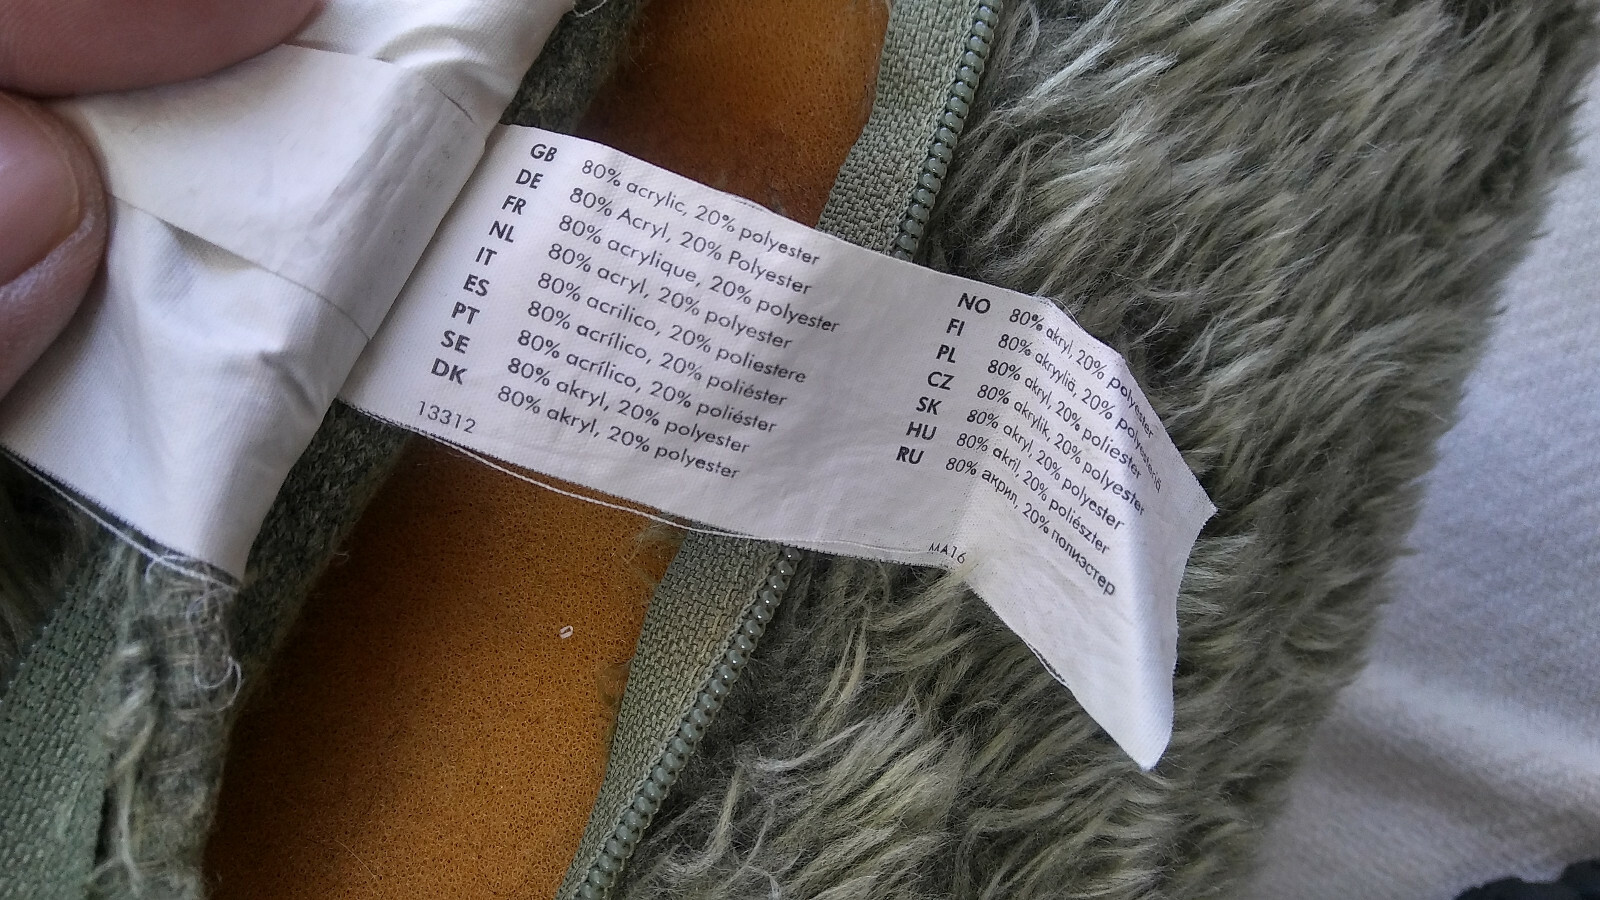 GB 80% acrylic, 20% polyester
DE 80% Acryl, 20% Polyester
FR 80% acrylique, 20% polyester
NL 80% acryl, 20% polyester
IT 80% acrilico, 20% poliestere
ES 80% acrílico, 20% poliéster
PT 80% acrílico, 20% poliéster
SE 80% akryl, 20% polyester
DK 80% akryl, 20% polyester
13312
NO 80% akryl, 20% polyester
FI 80% akryyliä, 20% polyesteriä
PL 80% akryl, 20% poliester
CZ 80% akrylik, 20% polyester
SK 80% akryl, 20% polyester
HU 80% akril, 20% poliészter
RU 80% акрил, 20% полиэстер
MA16